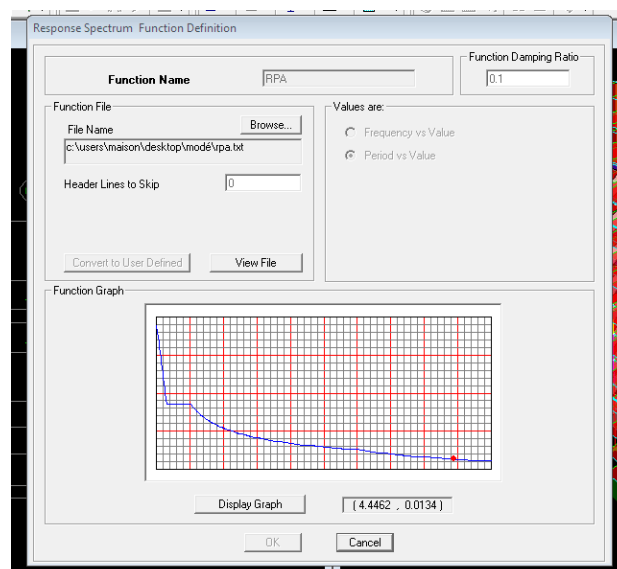 Response Spectrum Function Definition
Function Name
RPA
Function Damping Ratio
0.1
Function File
File Name
Browse...
c:\users\maison\desktop\modé\rpa.txt
Header Lines to Skip
0
Convert to User Defined
View File
Values are:
Frequency vs Value
Period vs Value
Function Graph
Display Graph
( 4.4462 , 0.0134 )
OK
Cancel